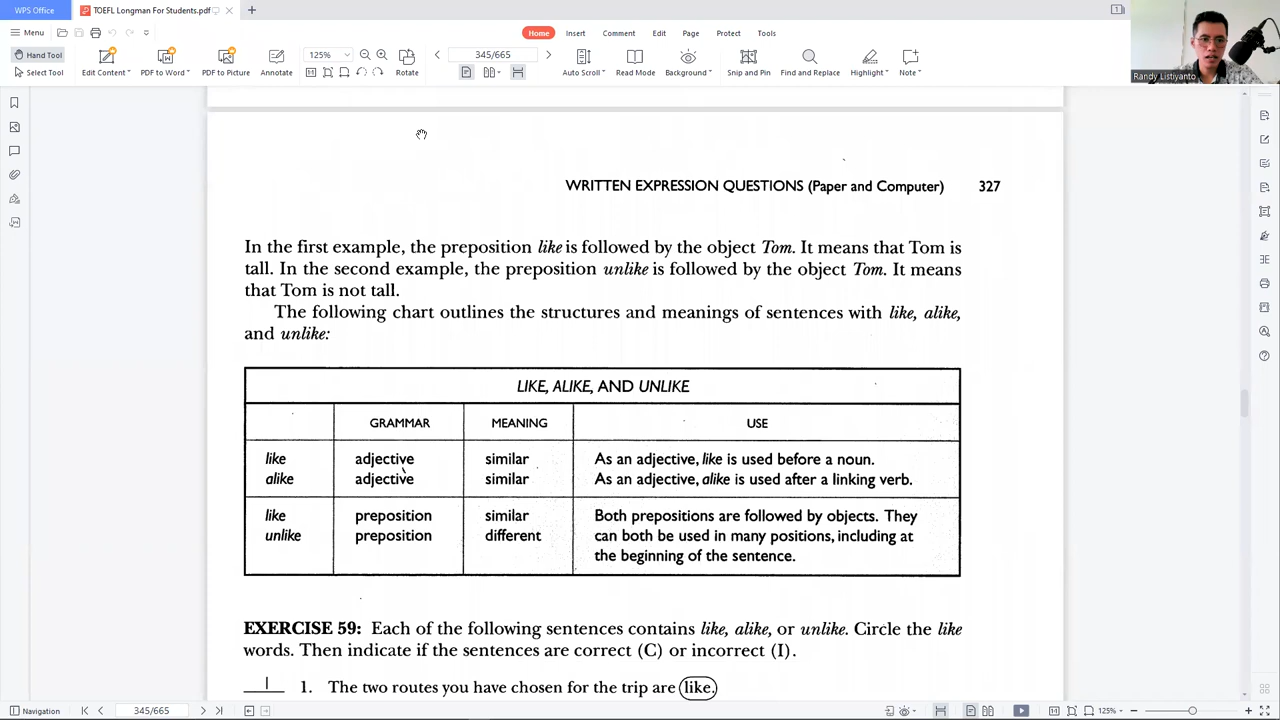 WPS Office
TOEFL Longman For Students.pdf
1
Menu
Home Insert Comment Edit Page Protect Tools
Hand Tool
Select Tool
Edit Content
PDF to Word
PDF to Picture
Annotate
125%
Rotate
345/665
Auto Scroll
Read Mode
Background
Snip and Pin
Find and Replace
Highlight
Note
Randy Listiyanto
WRITTEN EXPRESSION QUESTIONS (Paper and Computer) 327
In the first example, the preposition like is followed by the object Tom. It means that Tom is
tall. In the second example, the preposition unlike is followed by the object Tom. It means
that Tom is not tall.
The following chart outlines the structures and meanings of sentences with like, alike,
and unlike:
LIKE, ALIKE, AND UNLIKE
GRAMMAR MEANING USE
like adjective similar As an adjective, like is used before a noun.
alike adjective similar As an adjective, alike is used after a linking verb.
like preposition similar Both prepositions are followed by objects. They
unlike preposition different can both be used in many positions, including at
the beginning of the sentence.
EXERCISE 59: Each of the following sentences contains like, alike, or unlike. Circle the like
words. Then indicate if the sentences are correct (C) or incorrect (I).
I 1. The two routes you have chosen for the trip are like.
Navigation
345/665
125%